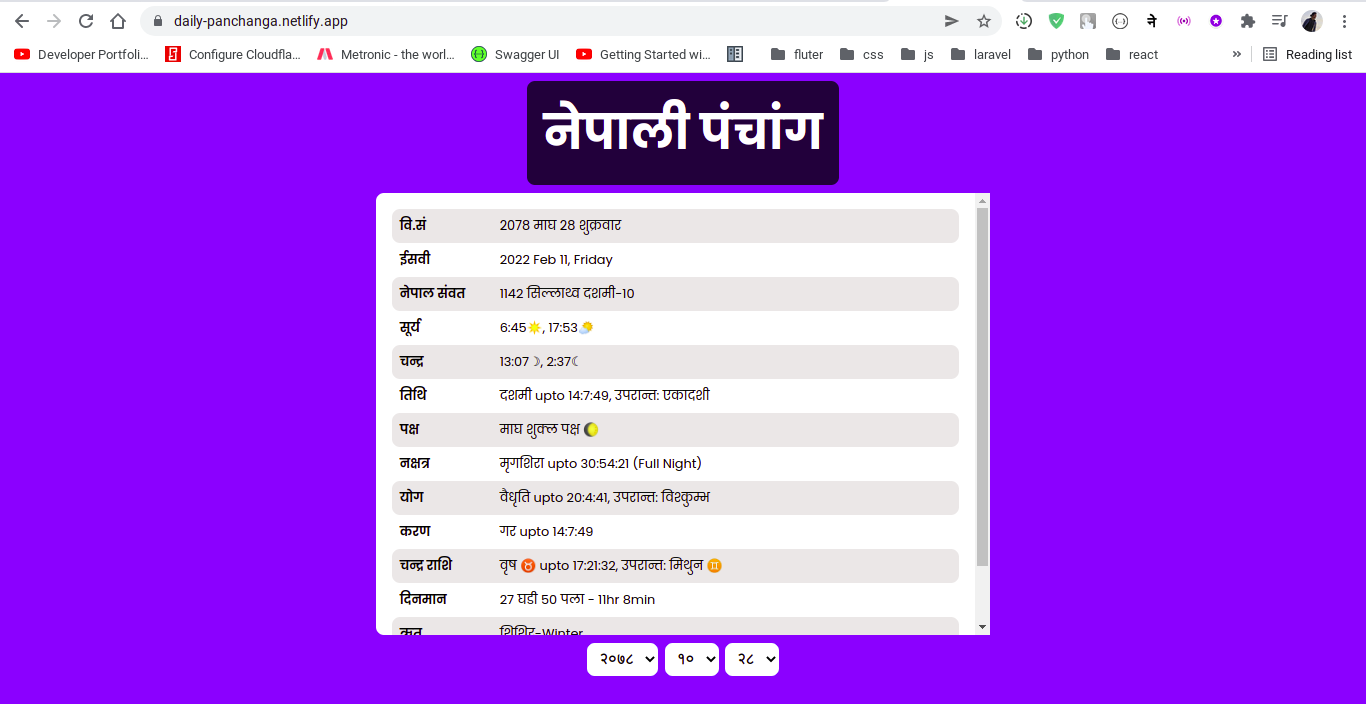 daily-panchanga.netlify.app
ने
Developer Portfoli... Configure Cloudfla... Metronic - the worl... Swagger UI Getting Started wi... fluter css js laravel python react » Reading list
नेपाली पंचांग
वि.सं 2078 माघ 28 शुक्रवार
ईसवी 2022 Feb 11, Friday
नेपाल संवत 1142 सिल्लाथ्व दशमी-10
सूर्य 6:45☀️, 17:53🌤
चन्द्र 13:07☽, 2:37☾
तिथि दशमी upto 14:7:49, उपरान्त: एकादशी
पक्ष माघ शुक्ल पक्ष 🌔
नक्षत्र मृगशिरा upto 30:54:21 (Full Night)
योग वैधृति upto 20:4:41, उपरान्त: विश्कुम्भ
करण गर upto 14:7:49
चन्द्र राशि वृष ♉ upto 17:21:32, उपरान्त: मिथुन ♊
दिनमान 27 घडी 50 पला - 11hr 8min
ऋतु शिशिर-Winter
२०७८ १० २८